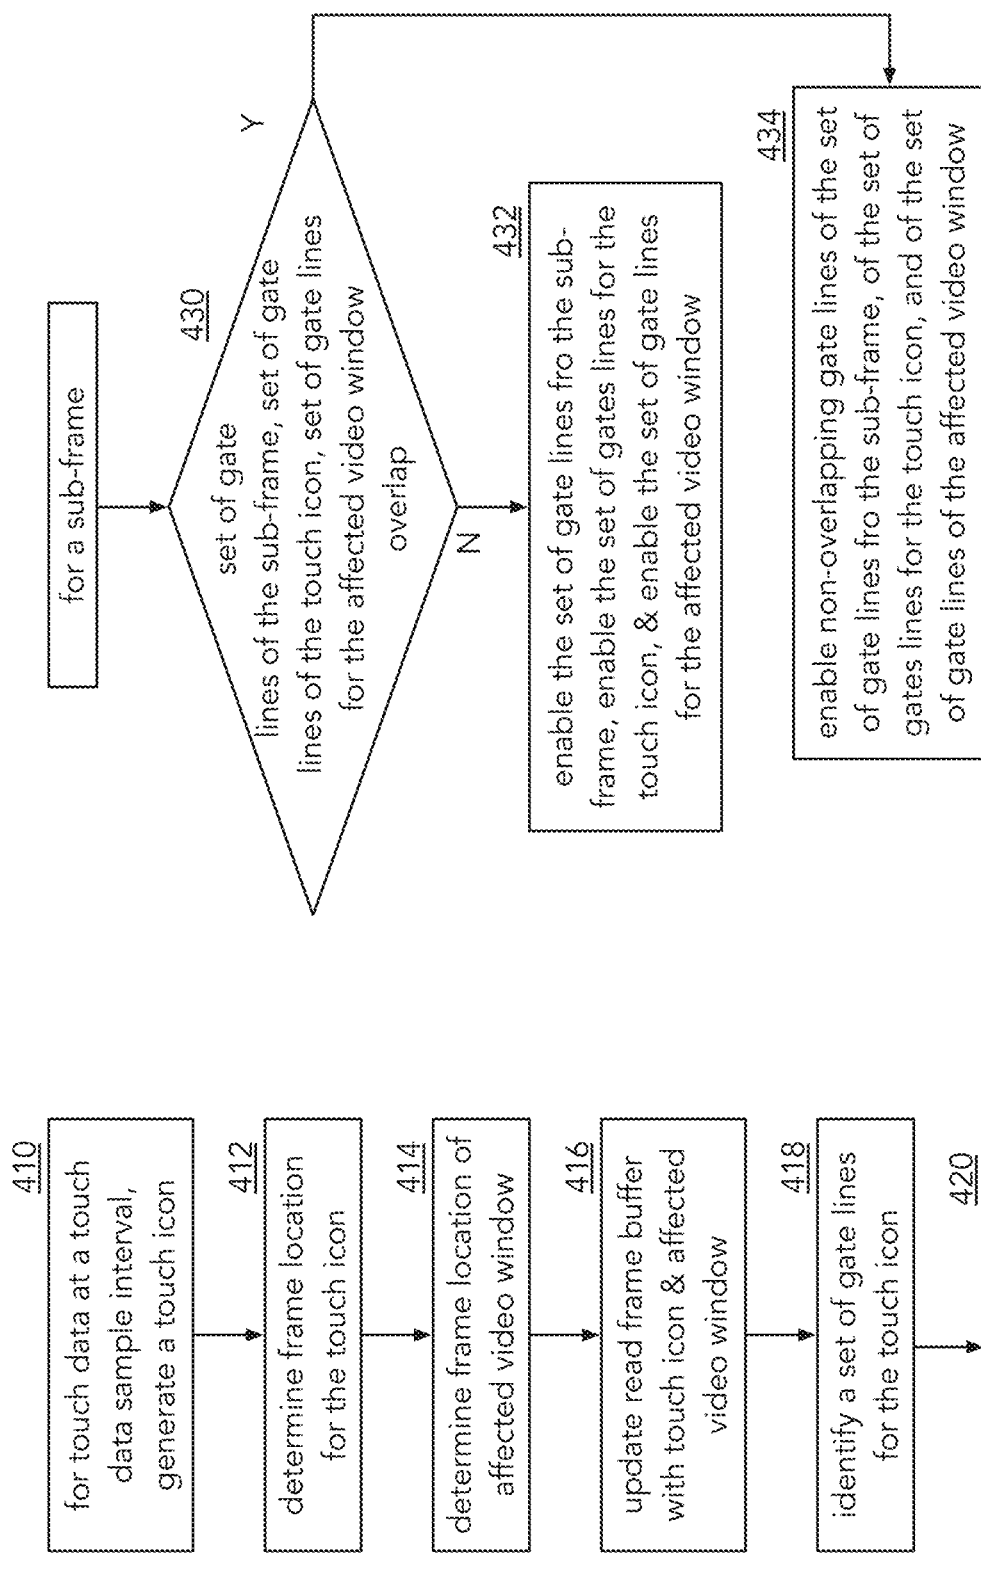 410
for touch data at a touch
data sample interval,
generate a touch icon
412
determine frame location
for the touch icon
414
determine frame location of
affected video window
416
update read frame buffer
with touch icon & affected
video window
418
identify a set of gate lines
for the touch icon
420
for a sub-frame
430
set of gate
lines of the sub-frame, set of gate
lines of the touch icon, set of gate lines
for the affected video window
overlap
Y
N
432
enable the set of gate lines fro the sub-
frame, enable the set of gates lines for the
touch icon, & enable the set of gate lines
for the affected video window
434
enable non-overlapping gate lines of the set
of gate lines fro the sub-frame, of the set of
gates lines for the touch icon, and of the set
of gate lines of the affected video window